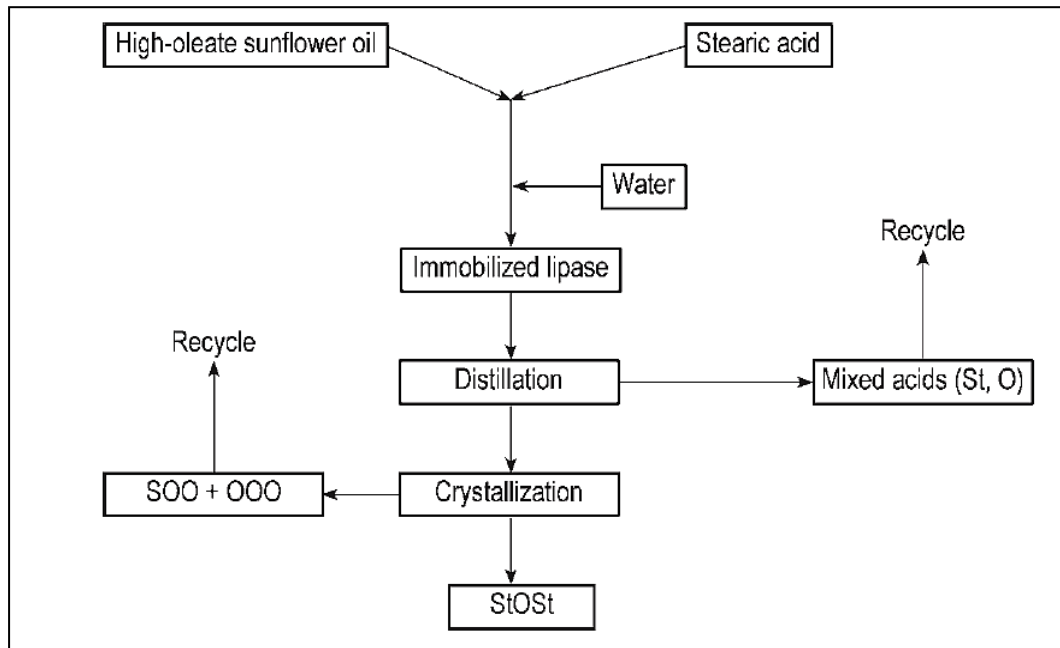 High-oleate sunflower oil
Stearic acid
Water
Immobilized lipase
Recycle
Recycle
Distillation
Mixed acids (St, O)
SOO + OOO
Crystallization
StOSt